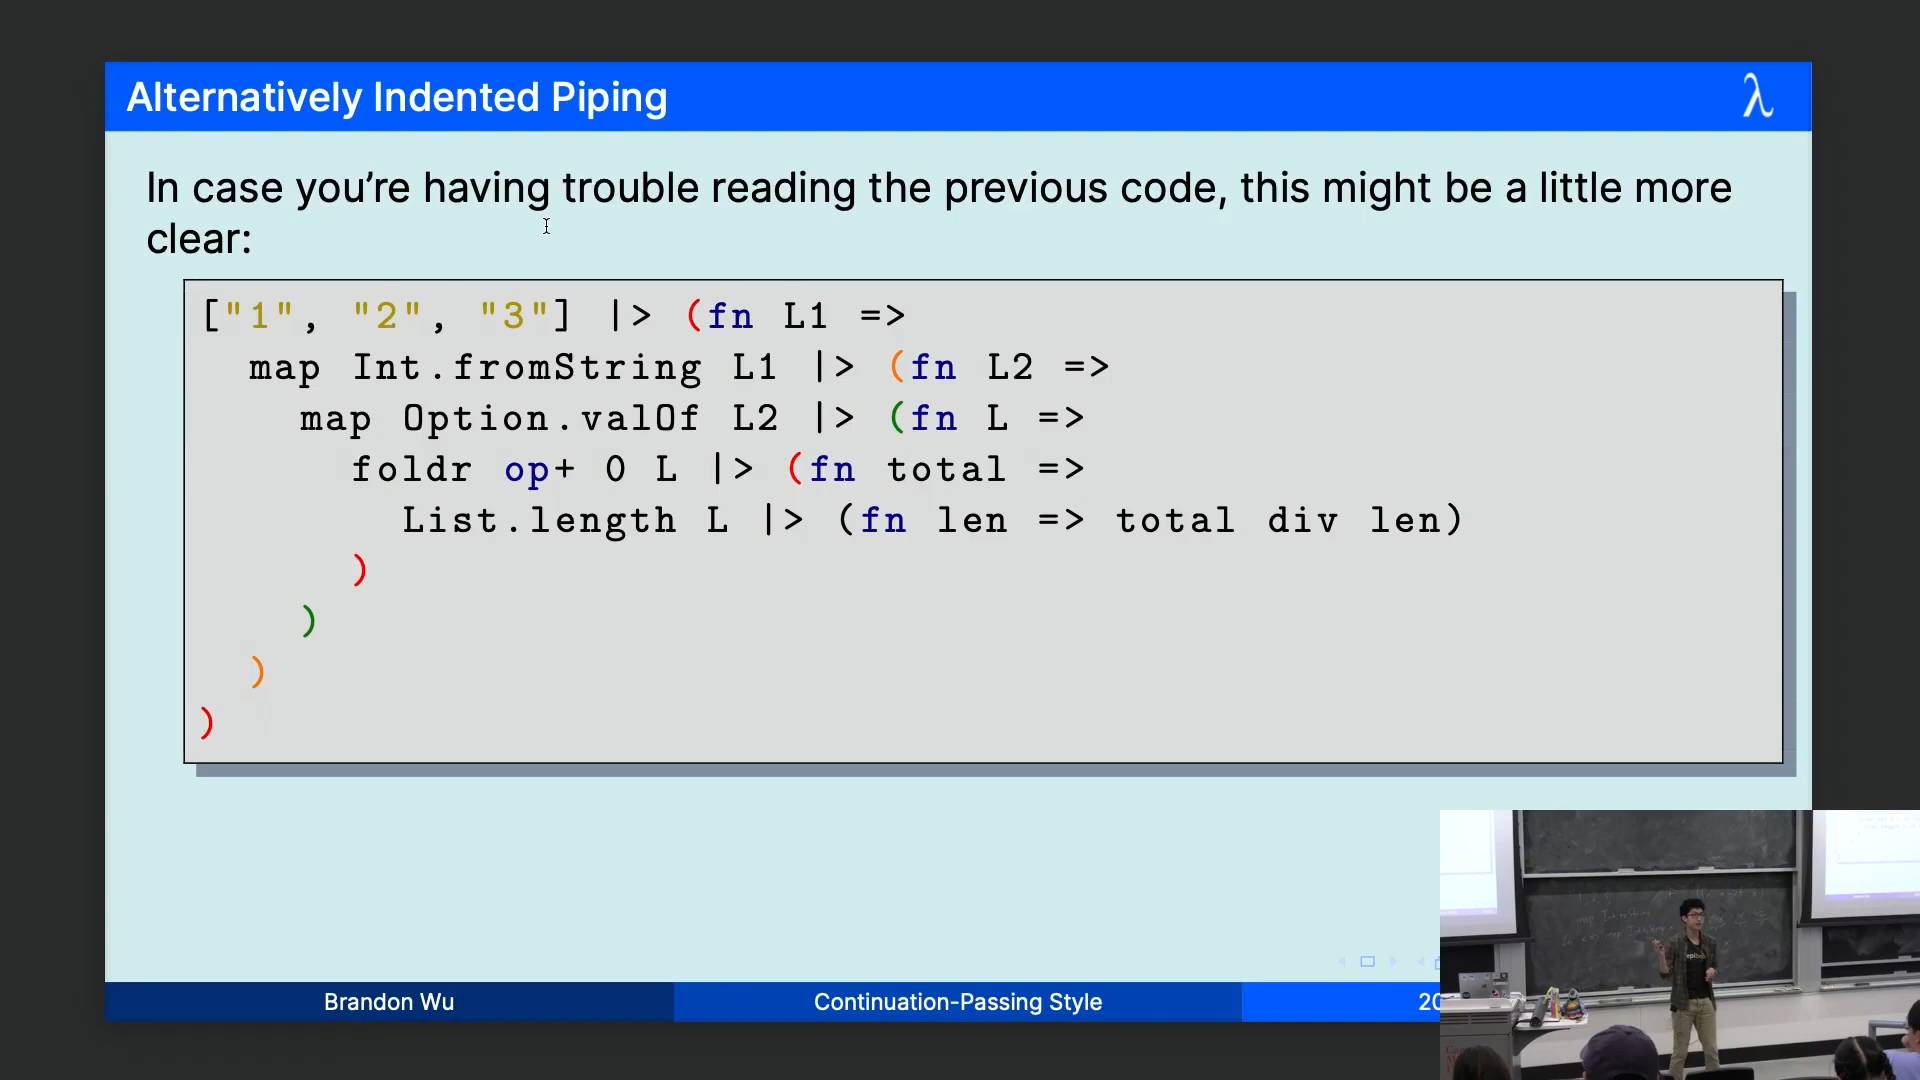 Alternatively Indented Piping
λ
In case you're having trouble reading the previous code, this might be a little more
clear:
["1", "2", "3"] |> (fn L1 =>
  map Int.fromString L1 |> (fn L2 =>
    map Option.valOf L2 |> (fn L =>
      foldr op+ 0 L |> (fn total =>
        List.length L |> (fn len => total div len)
      )
    )
  )
)
Brandon Wu
Continuation-Passing Style